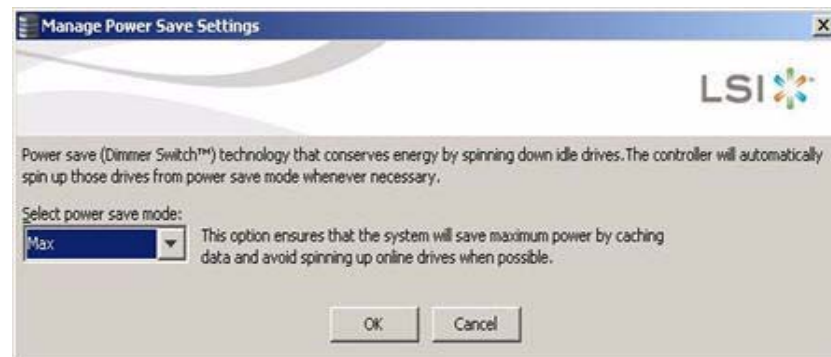 Manage Power Save Settings
LSI
Power save (Dimmer Switch™) technology that conserves energy by spinning down idle drives.The controller will automatically
spin up those drives from power save mode whenever necessary.
Select power save mode:
Max
This option ensures that the system will save maximum power by caching
data and avoid spinning up online drives when possible.
OK
Cancel